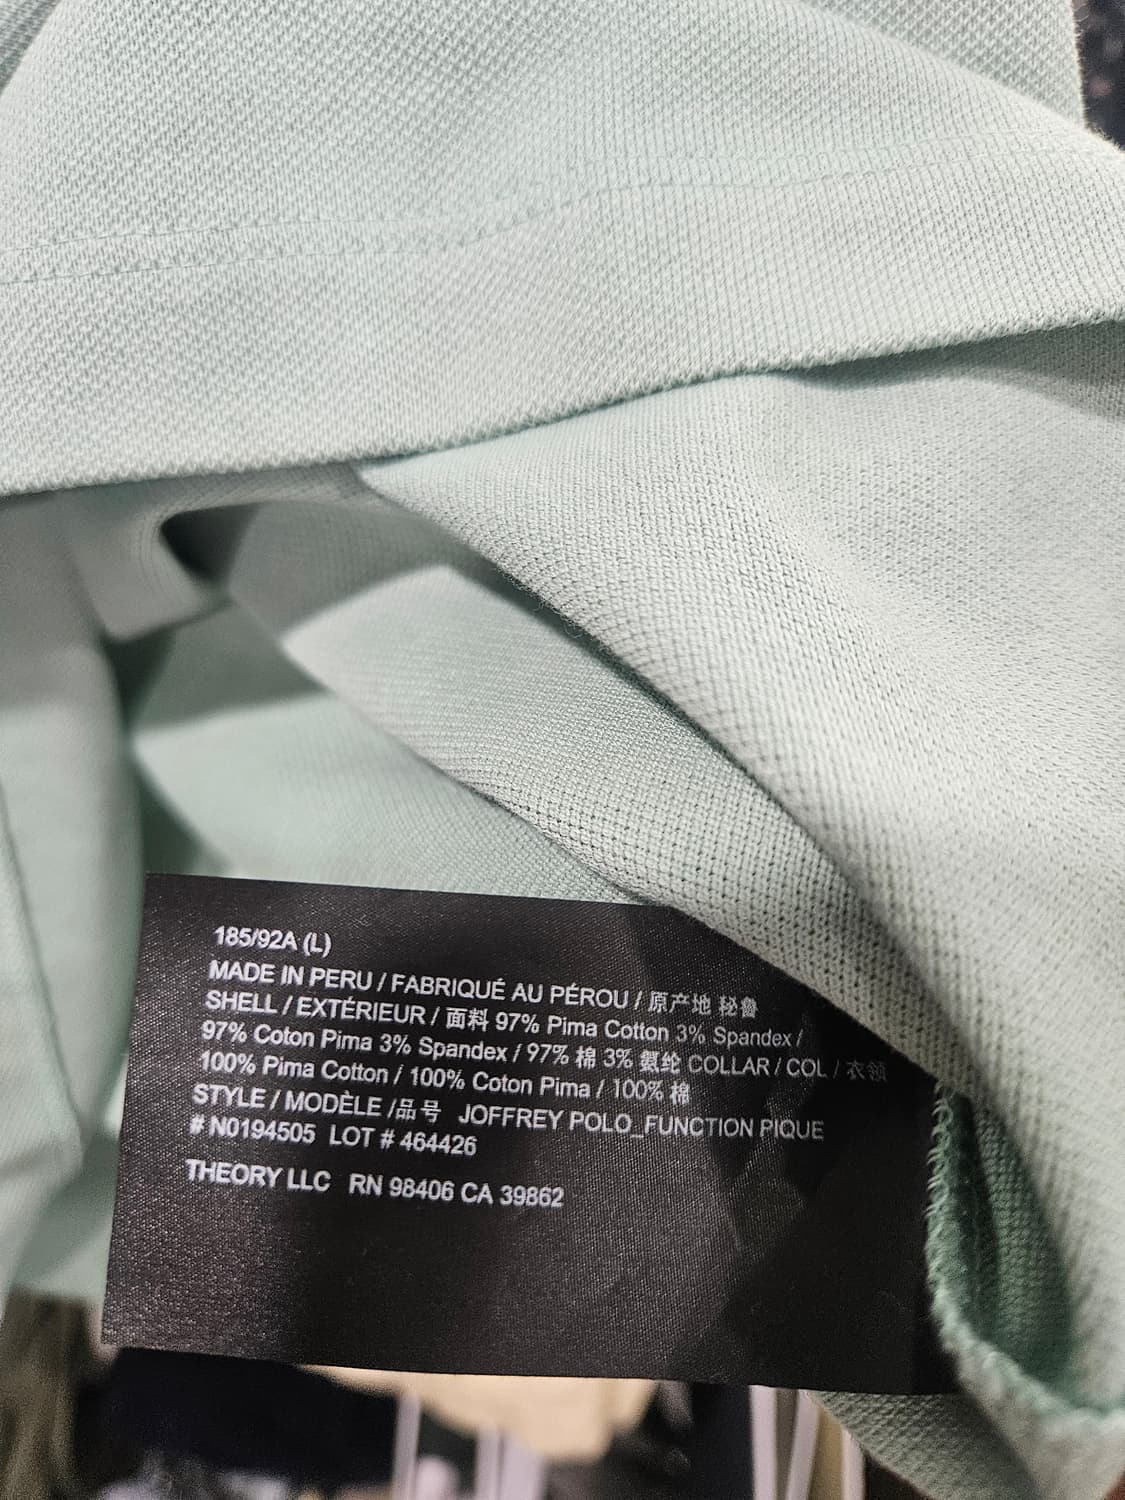 185/92A (L)
MADE IN PERU / FABRIQUÉ AU PÉROU / 原产地 秘鲁
SHELL / EXTÉRIEUR / 面料 97% Pima Cotton 3% Spandex /
97% Coton Pima 3% Spandex / 97% 棉 3% 氨纶 COLLAR / COL / 衣领
100% Pima Cotton / 100% Coton Pima / 100% 棉
STYLE / MODÈLE /品号 JOFFREY POLO_FUNCTION PIQUE
# N0194505 LOT # 464426
THEORY LLC RN 98406 CA 39862